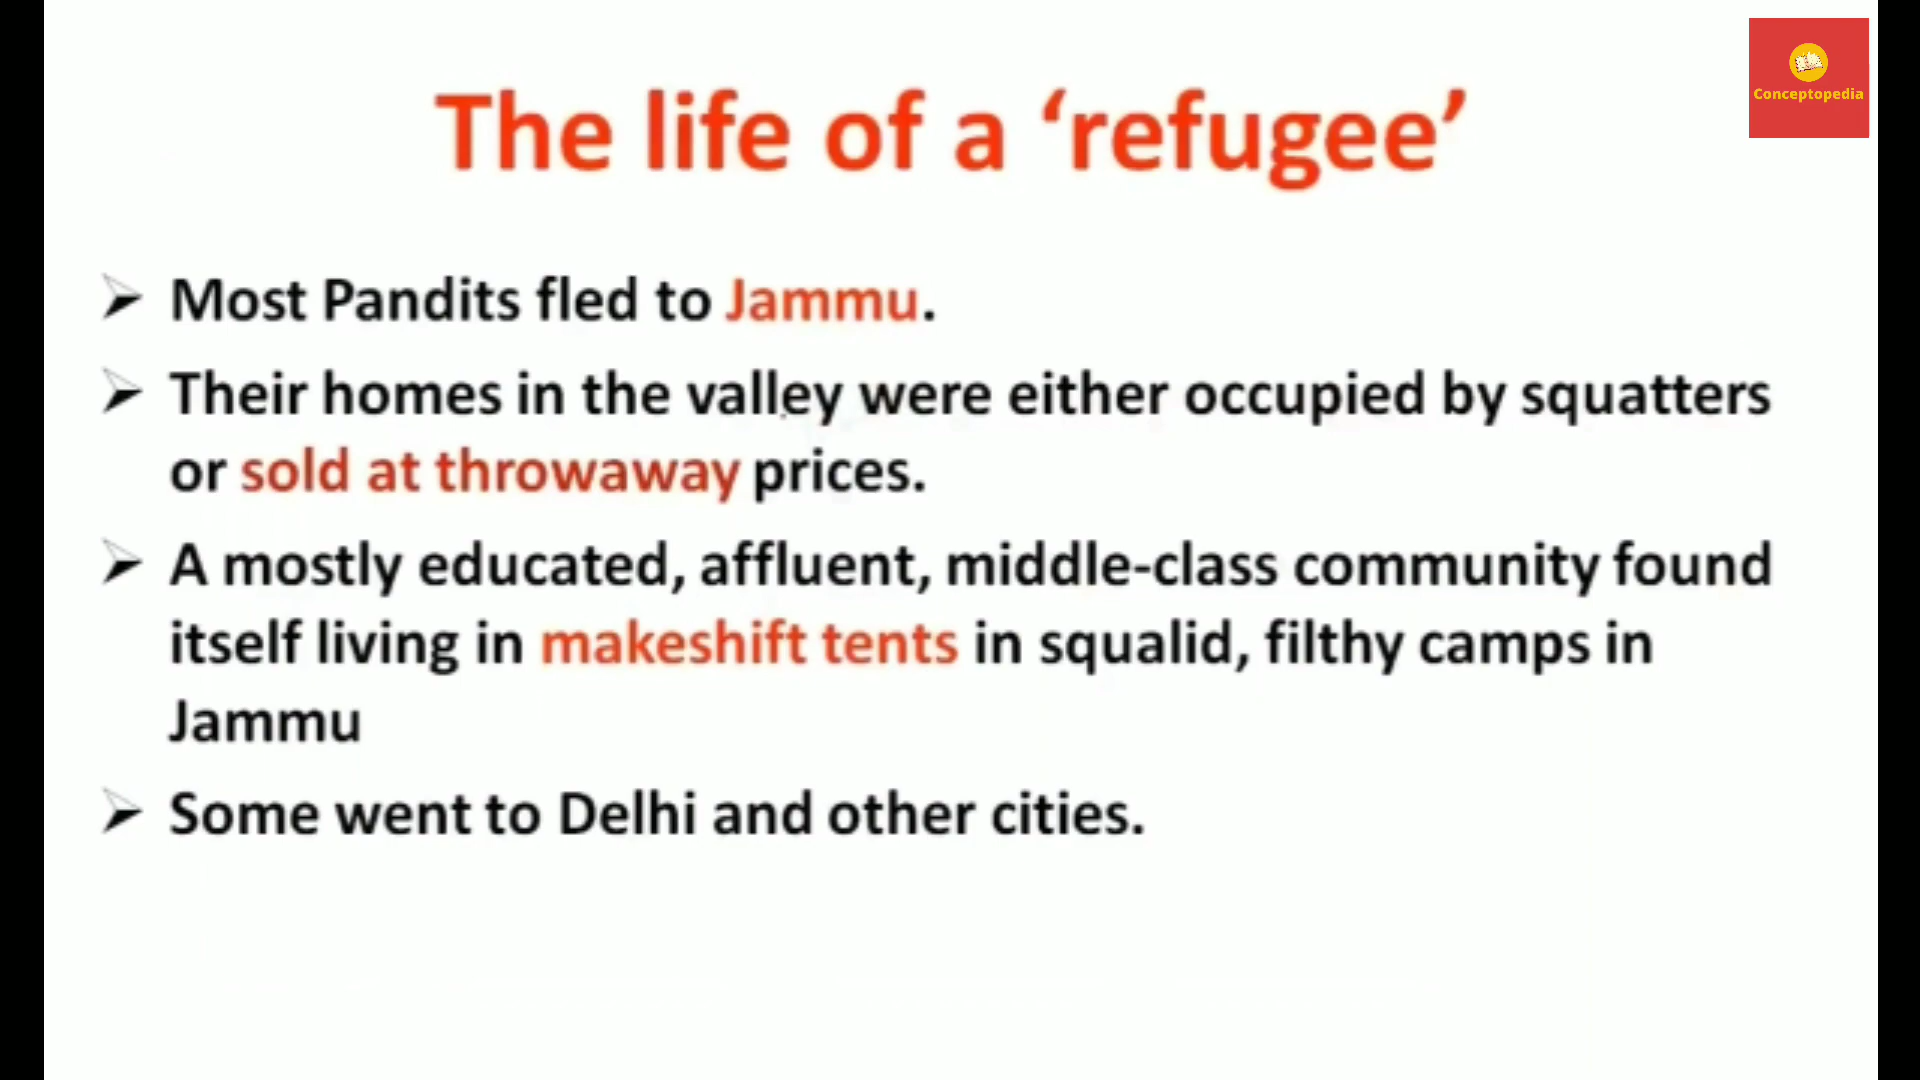 Conceptopedia
The life of a ‘refugee’
➢ Most Pandits fled to Jammu.
➢ Their homes in the valley were either occupied by squatters
or sold at throwaway prices.
➢ A mostly educated, affluent, middle-class community found
itself living in makeshift tents in squalid, filthy camps in
Jammu
➢ Some went to Delhi and other cities.